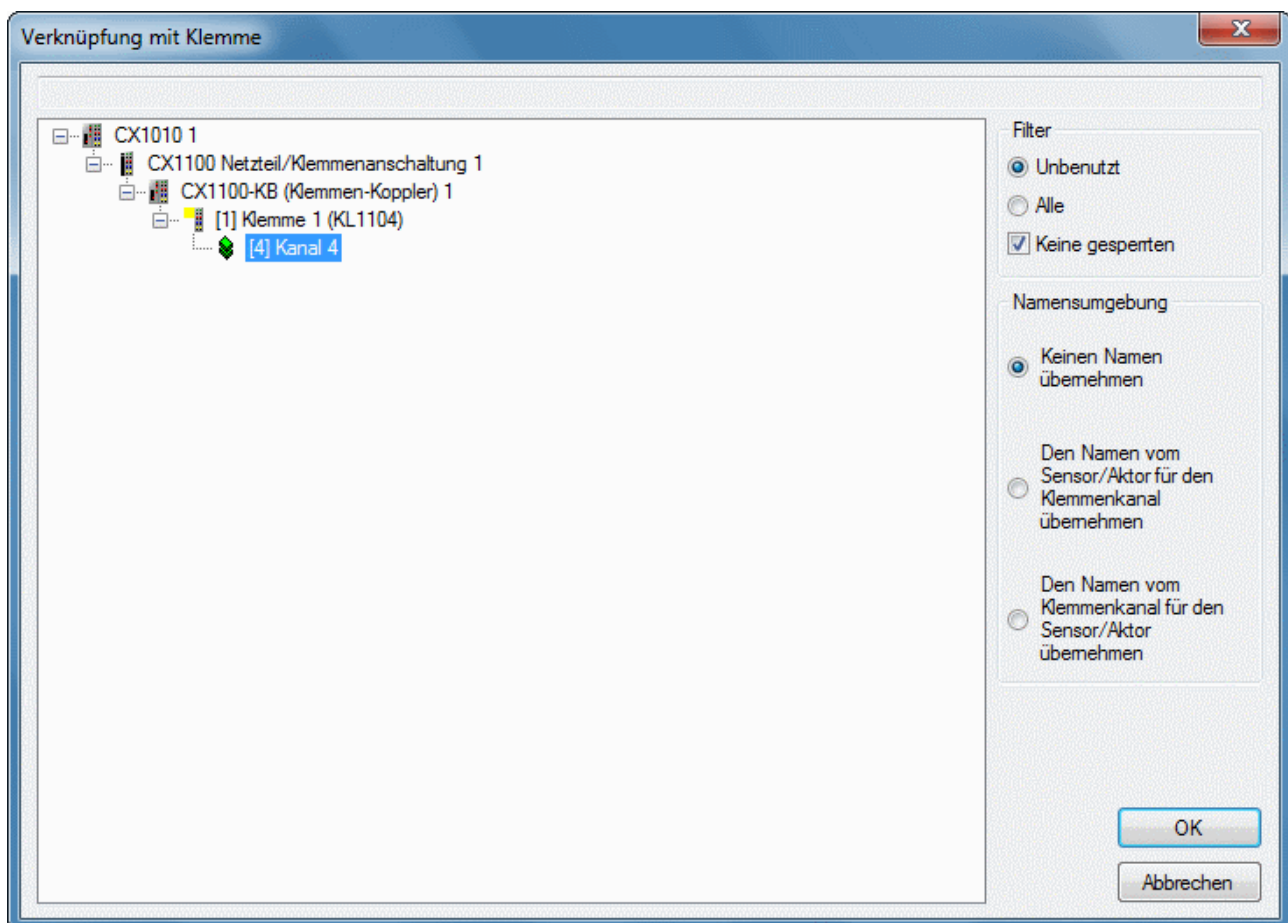 Verknüpfung mit Klemme
CX1010 1
CX1100 Netzteil/Klemmenanschaltung 1
CX1100-KB (Klemmen-Koppler) 1
[1] Klemme 1 (KL1104)
[4] Kanal 4
Filter
Unbenutzt
Alle
Keine gesperrten
Namensumgebung
Keinen Namen
übernehmen
Den Namen vom
Sensor/Aktor für den
Klemmenkanal
übernehmen
Den Namen vom
Klemmenkanal für den
Sensor/Aktor
übernehmen
OK
Abbrechen